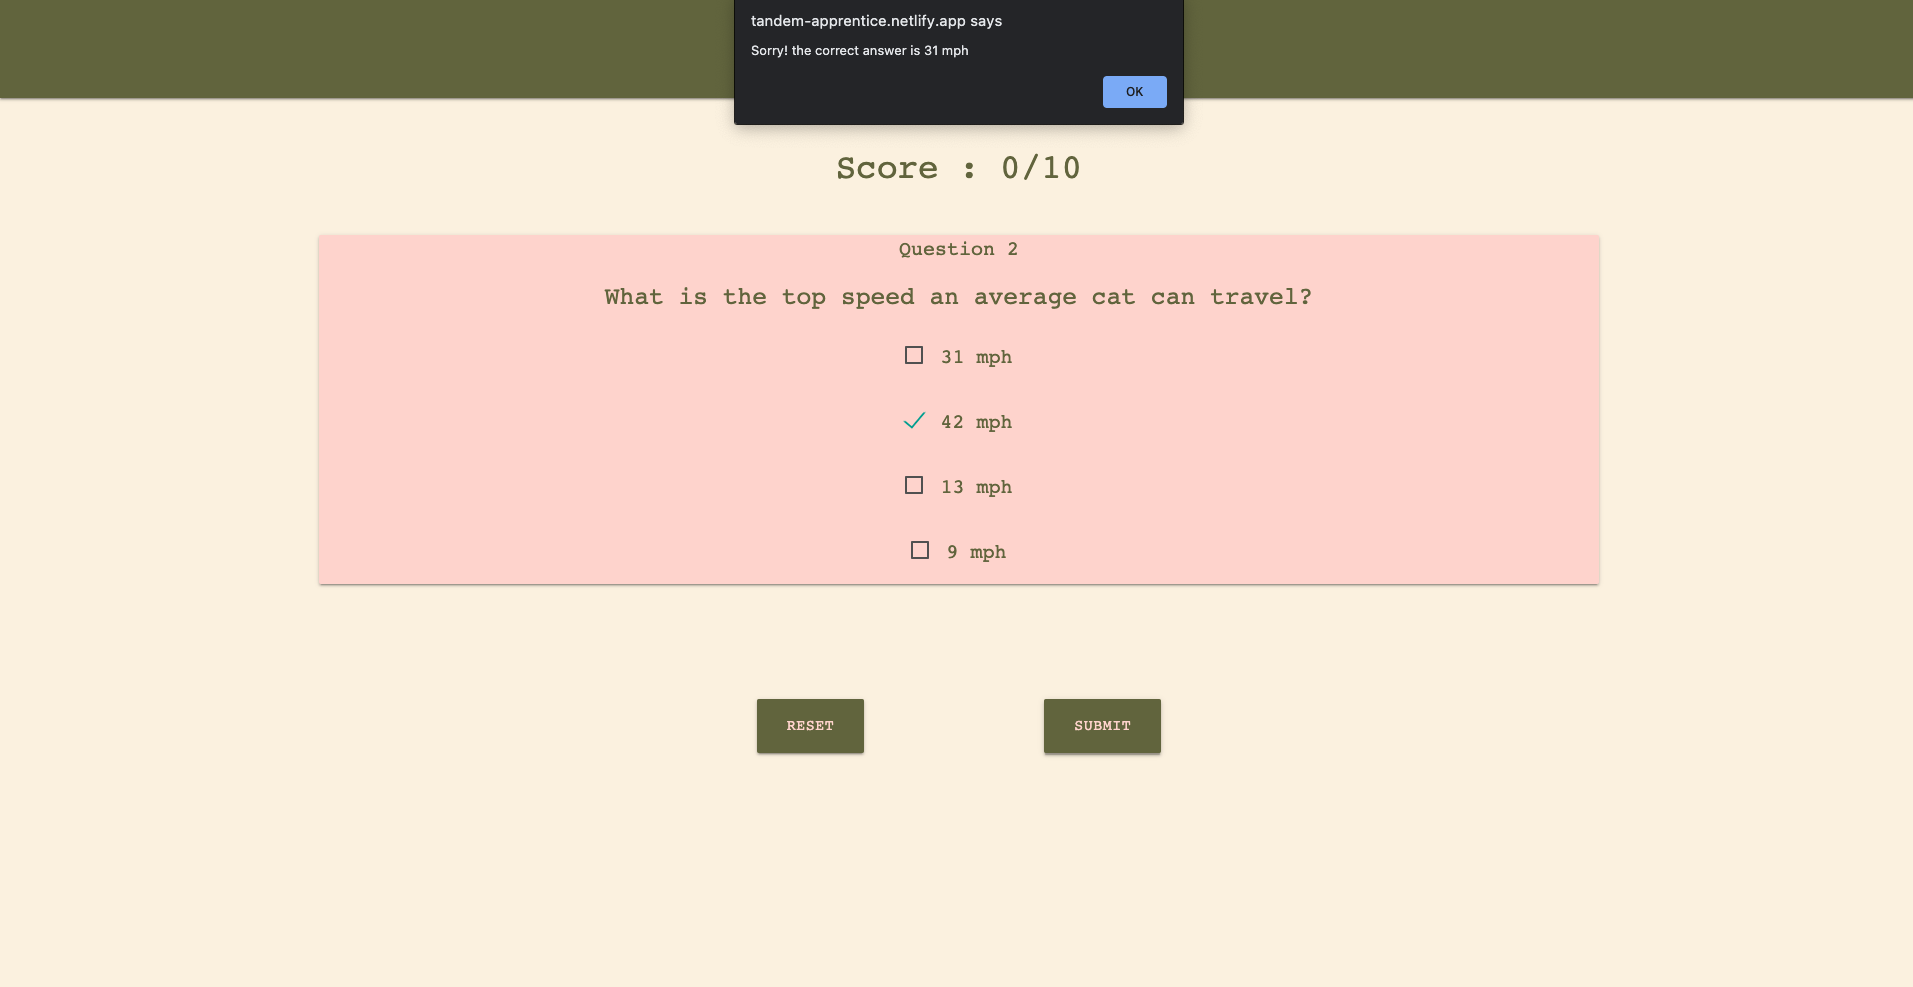 tandem-apprentice.netlify.app says
Sorry! the correct answer is 31 mph
OK
Score : 0/10
Question 2
What is the top speed an average cat can travel?
31 mph
42 mph
13 mph
9 mph
RESET
SUBMIT